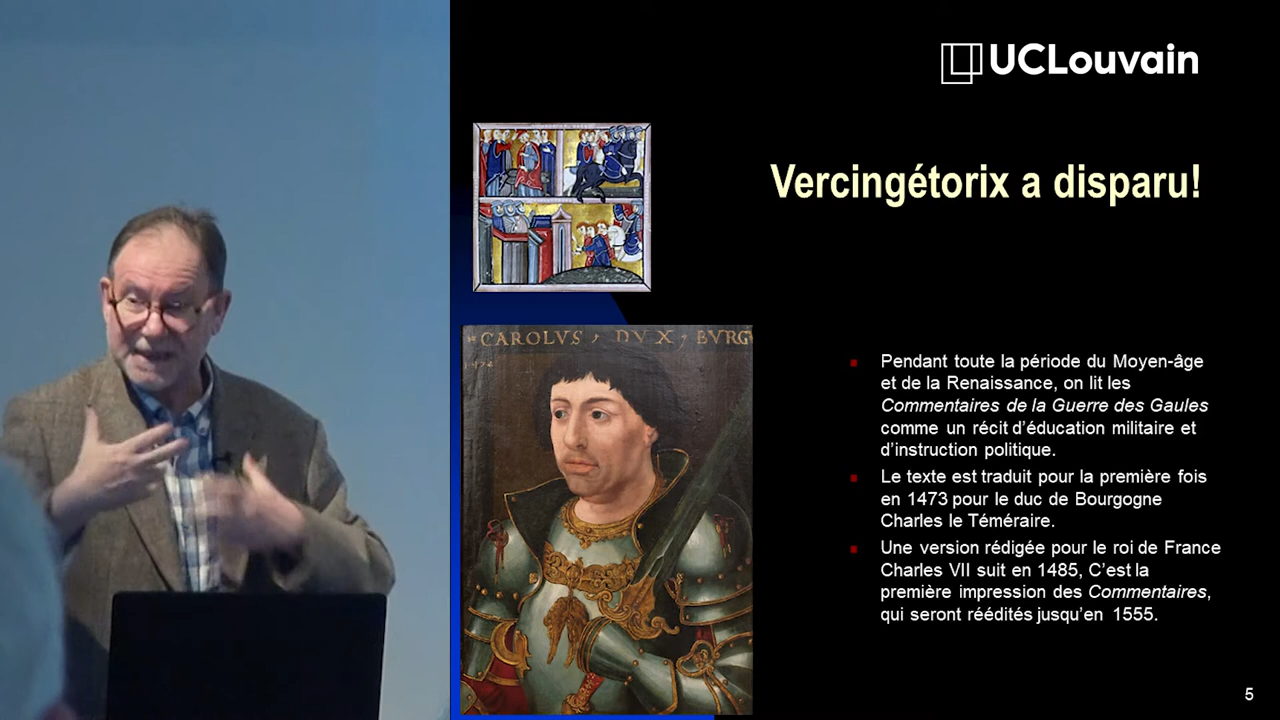 UCLouvain
Vercingétorix a disparu!
CAROLVS , DVX , BVRG
Pendant toute la période du Moyen-âge
et de la Renaissance, on lit les
Commentaires de la Guerre des Gaules
comme un récit d'éducation militaire et
d'instruction politique.
Le texte est traduit pour la première fois
en 1473 pour le duc de Bourgogne
Charles le Téméraire.
Une version rédigée pour le roi de France
Charles VII suit en 1485, C'est la
première impression des Commentaires,
qui seront réédités jusqu'en 1555.
5